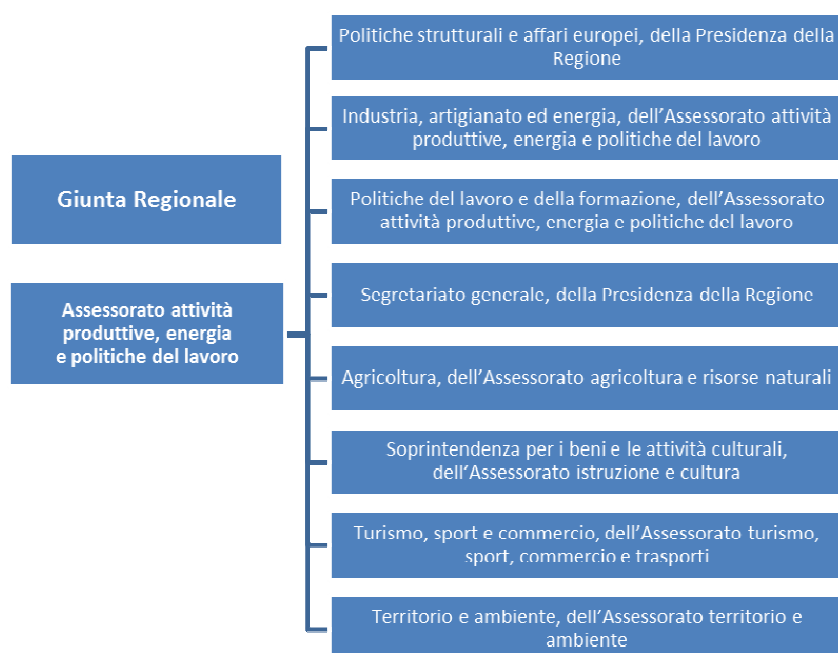 Giunta Regionale
Assessorato attività
produttive, energia
e politiche del lavoro
Politiche strutturali e affari europei, della Presidenza della
Regione
Industria, artigianato ed energia, dell'Assessorato attività
produttive, energia e politiche del lavoro
Politiche del lavoro e della formazione, dell'Assessorato
attività produttive, energia e politiche del lavoro
Segretariato generale, della Presidenza della Regione
Agricoltura, dell'Assessorato agricoltura e risorse naturali
Soprintendenza per i beni e le attività culturali,
dell'Assessorato istruzione e cultura
Turismo, sport e commercio, dell'Assessorato turismo,
sport, commercio e trasporti
Territorio e ambiente, dell'Assessorato territorio e
ambiente